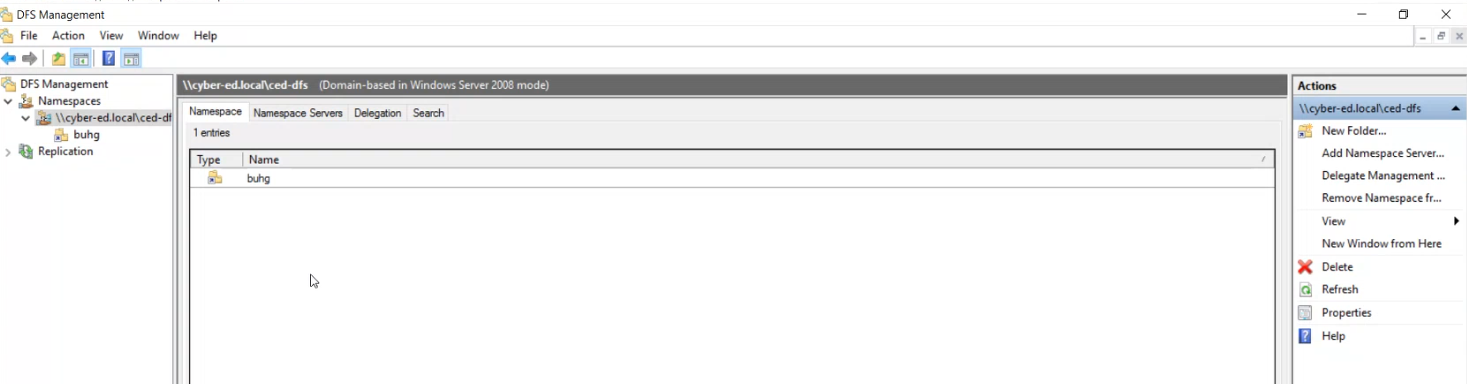 DFS Management
File Action View Window Help
DFS Management
Namespaces
\\cyber-ed.local\ced-df
buhg
Replication
\\cyber-ed.local\ced-dfs (Domain-based in Windows Server 2008 mode)
Namespace Namespace Servers Delegation Search
1 entries
Type Name
buhg
Actions
\\cyber-ed.local\ced-dfs
New Folder...
Add Namespace Server...
Delegate Management ...
Remove Namespace fr...
View
New Window from Here
Delete
Refresh
Properties
Help